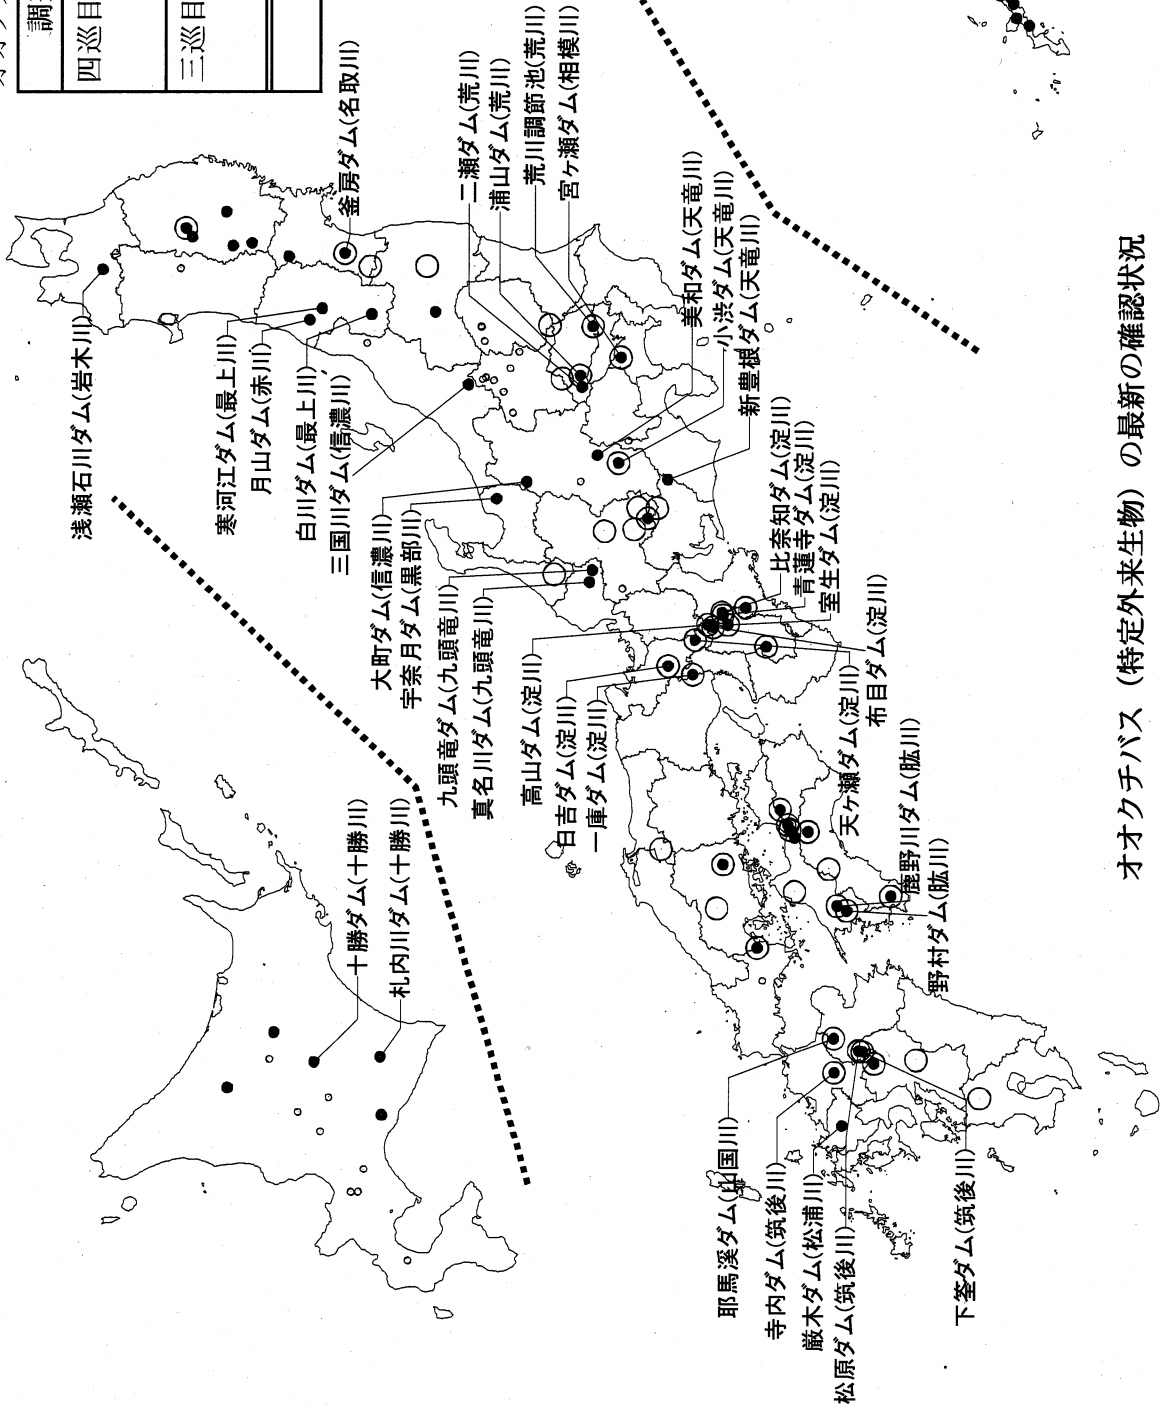 調
四巡目
三巡目
十勝ダム(十勝川)
札内川ダム(十勝川)
浅瀬石川ダム(岩木川)
寒河江ダム(最上川)
月山ダム(赤川)
白川ダム(最上川)
三国川ダム(信濃川)
大町ダム(信濃川)
宇奈月ダム(黒部川)
九頭竜ダム(九頭竜川)
真名川ダム(九頭竜川)
高山ダム(淀川)
日吉ダム(淀川)
一庫ダム(淀川)
釜房ダム(名取川)
二瀬ダム(荒川)
浦山ダム(荒川)
荒川調節池(荒川)
宮ヶ瀬ダム(相模川)
美和ダム(天竜川)
小渋ダム(天竜川)
新豊根ダム(天竜川)
比奈知ダム(淀川)
青蓮寺ダム(淀川)
室生ダム(淀川)
布目ダム(淀川)
天ヶ瀬ダム(淀川)
鹿野川ダム(肱川)
野村ダム(肱川)
耶馬溪ダム(山国川)
寺内ダム(筑後川)
厳木ダム(松浦川)
松原ダム(筑後川)
下筌ダム(筑後川)
オオクチバス（特定外来生物）の最新の確認状況